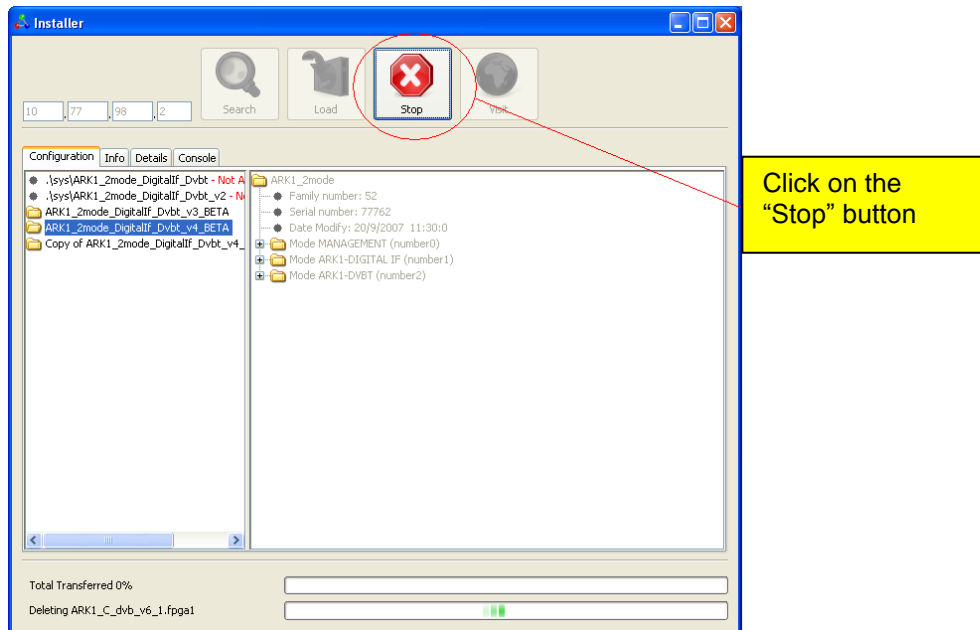 Installer
10 .77 .98 .2
Search
Load
Stop
Visit
Configuration Info Details Console
.\sys\ARK1_2mode_DigitalIf_Dvbt - Not A
.\sys\ARK1_2mode_DigitalIf_Dvbt_v2 - N
ARK1_2mode_DigitalIf_Dvbt_v3_BETA
ARK1_2mode_DigitalIf_Dvbt_v4_BETA
Copy of ARK1_2mode_DigitalIf_Dvbt_v4_
ARK1_2mode
Family number: 52
Serial number: 77762
Date Modify: 20/9/2007 11:30:0
Mode MANAGEMENT (number0)
Mode ARK1-DIGITAL IF (number1)
Mode ARK1-DVBT (number2)
Click on the
“Stop” button
Total Transferred 0%
Deleting ARK1_C_dvb_v6_1.fpga1